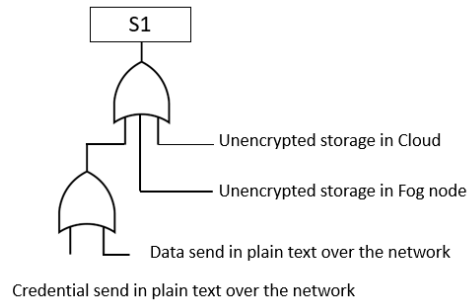 S1
Unencrypted storage in Cloud
Unencrypted storage in Fog node
Data send in plain text over the network
Credential send in plain text over the network